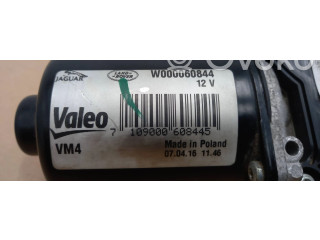 JAGUAR
LAND ROVER
W000060844
12 V
Valeo
7 109000 608445
VM4
Made in Poland
07.04.16 11.46